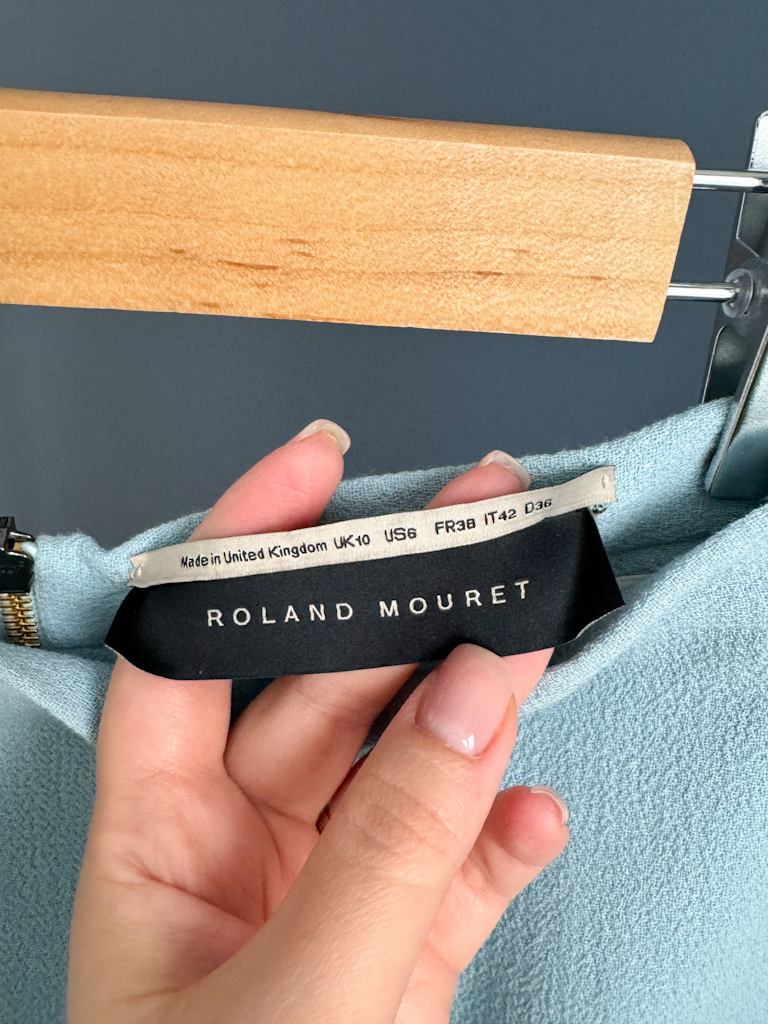 Made in United Kingdom UK10 US6 FR38 IT42 D36
ROLAND MOURET